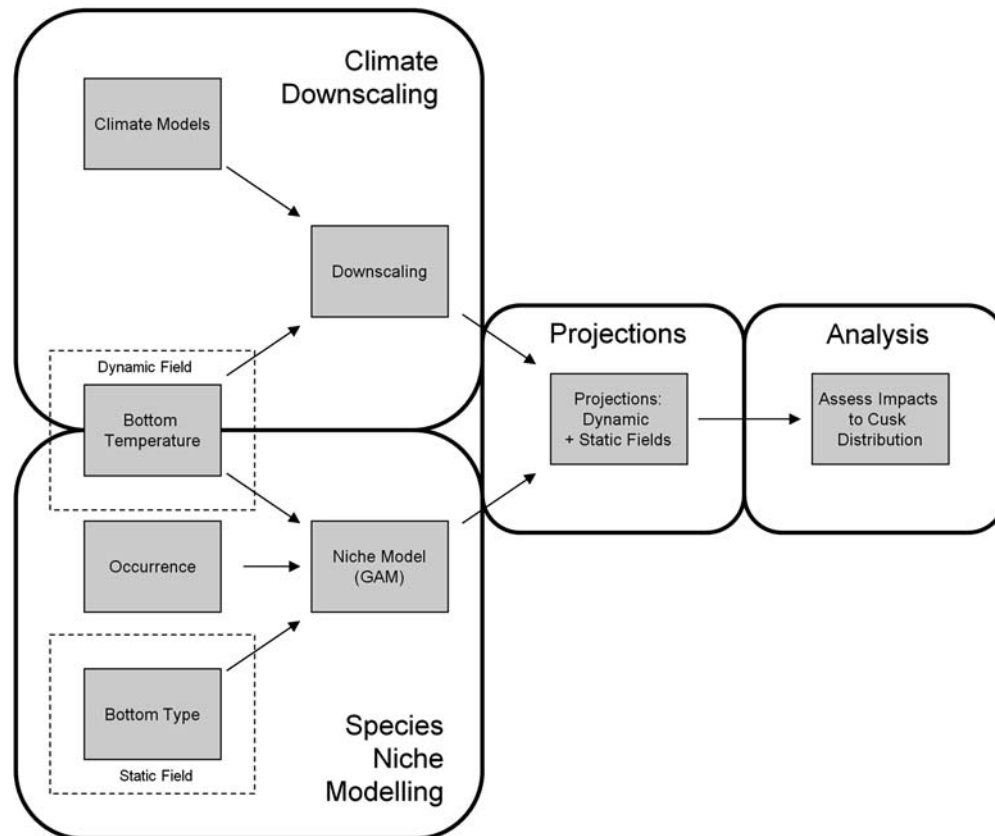 Climate
Downscaling
Climate Models
Downscaling
Dynamic Field
Bottom
Temperature
Projections
Projections:
Dynamic
+ Static Fields
Analysis
Assess Impacts
to Cusk
Distribution
Occurrence
Niche Model
(GAM)
Bottom Type
Static Field
Species
Niche
Modelling